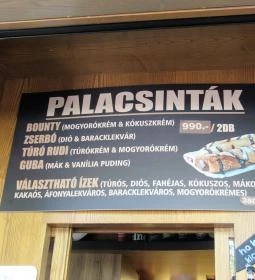 PALACSINTÁK
BOUNTY (MOGYORÓKRÉM & KÓKUSZKRÉM) 990,- / 2DB
ZSERBÓ (DIÓ & BARACKLEKVÁR)
TÚRÓ RUDI (TÚRÓKRÉM & MOGYORÓKRÉM)
GUBA (MÁK & VANÍLIA PUDING)
VÁLASZTHATÓ ÍZEK (TÚRÓS, DIÓS, FAHÉJAS, KÓKUSZOS, MÁKO
KAKAÓS, ÁFONYALEKVÁROS, BARACKLEKVÁROS, MOGYORÓKRÉMES)